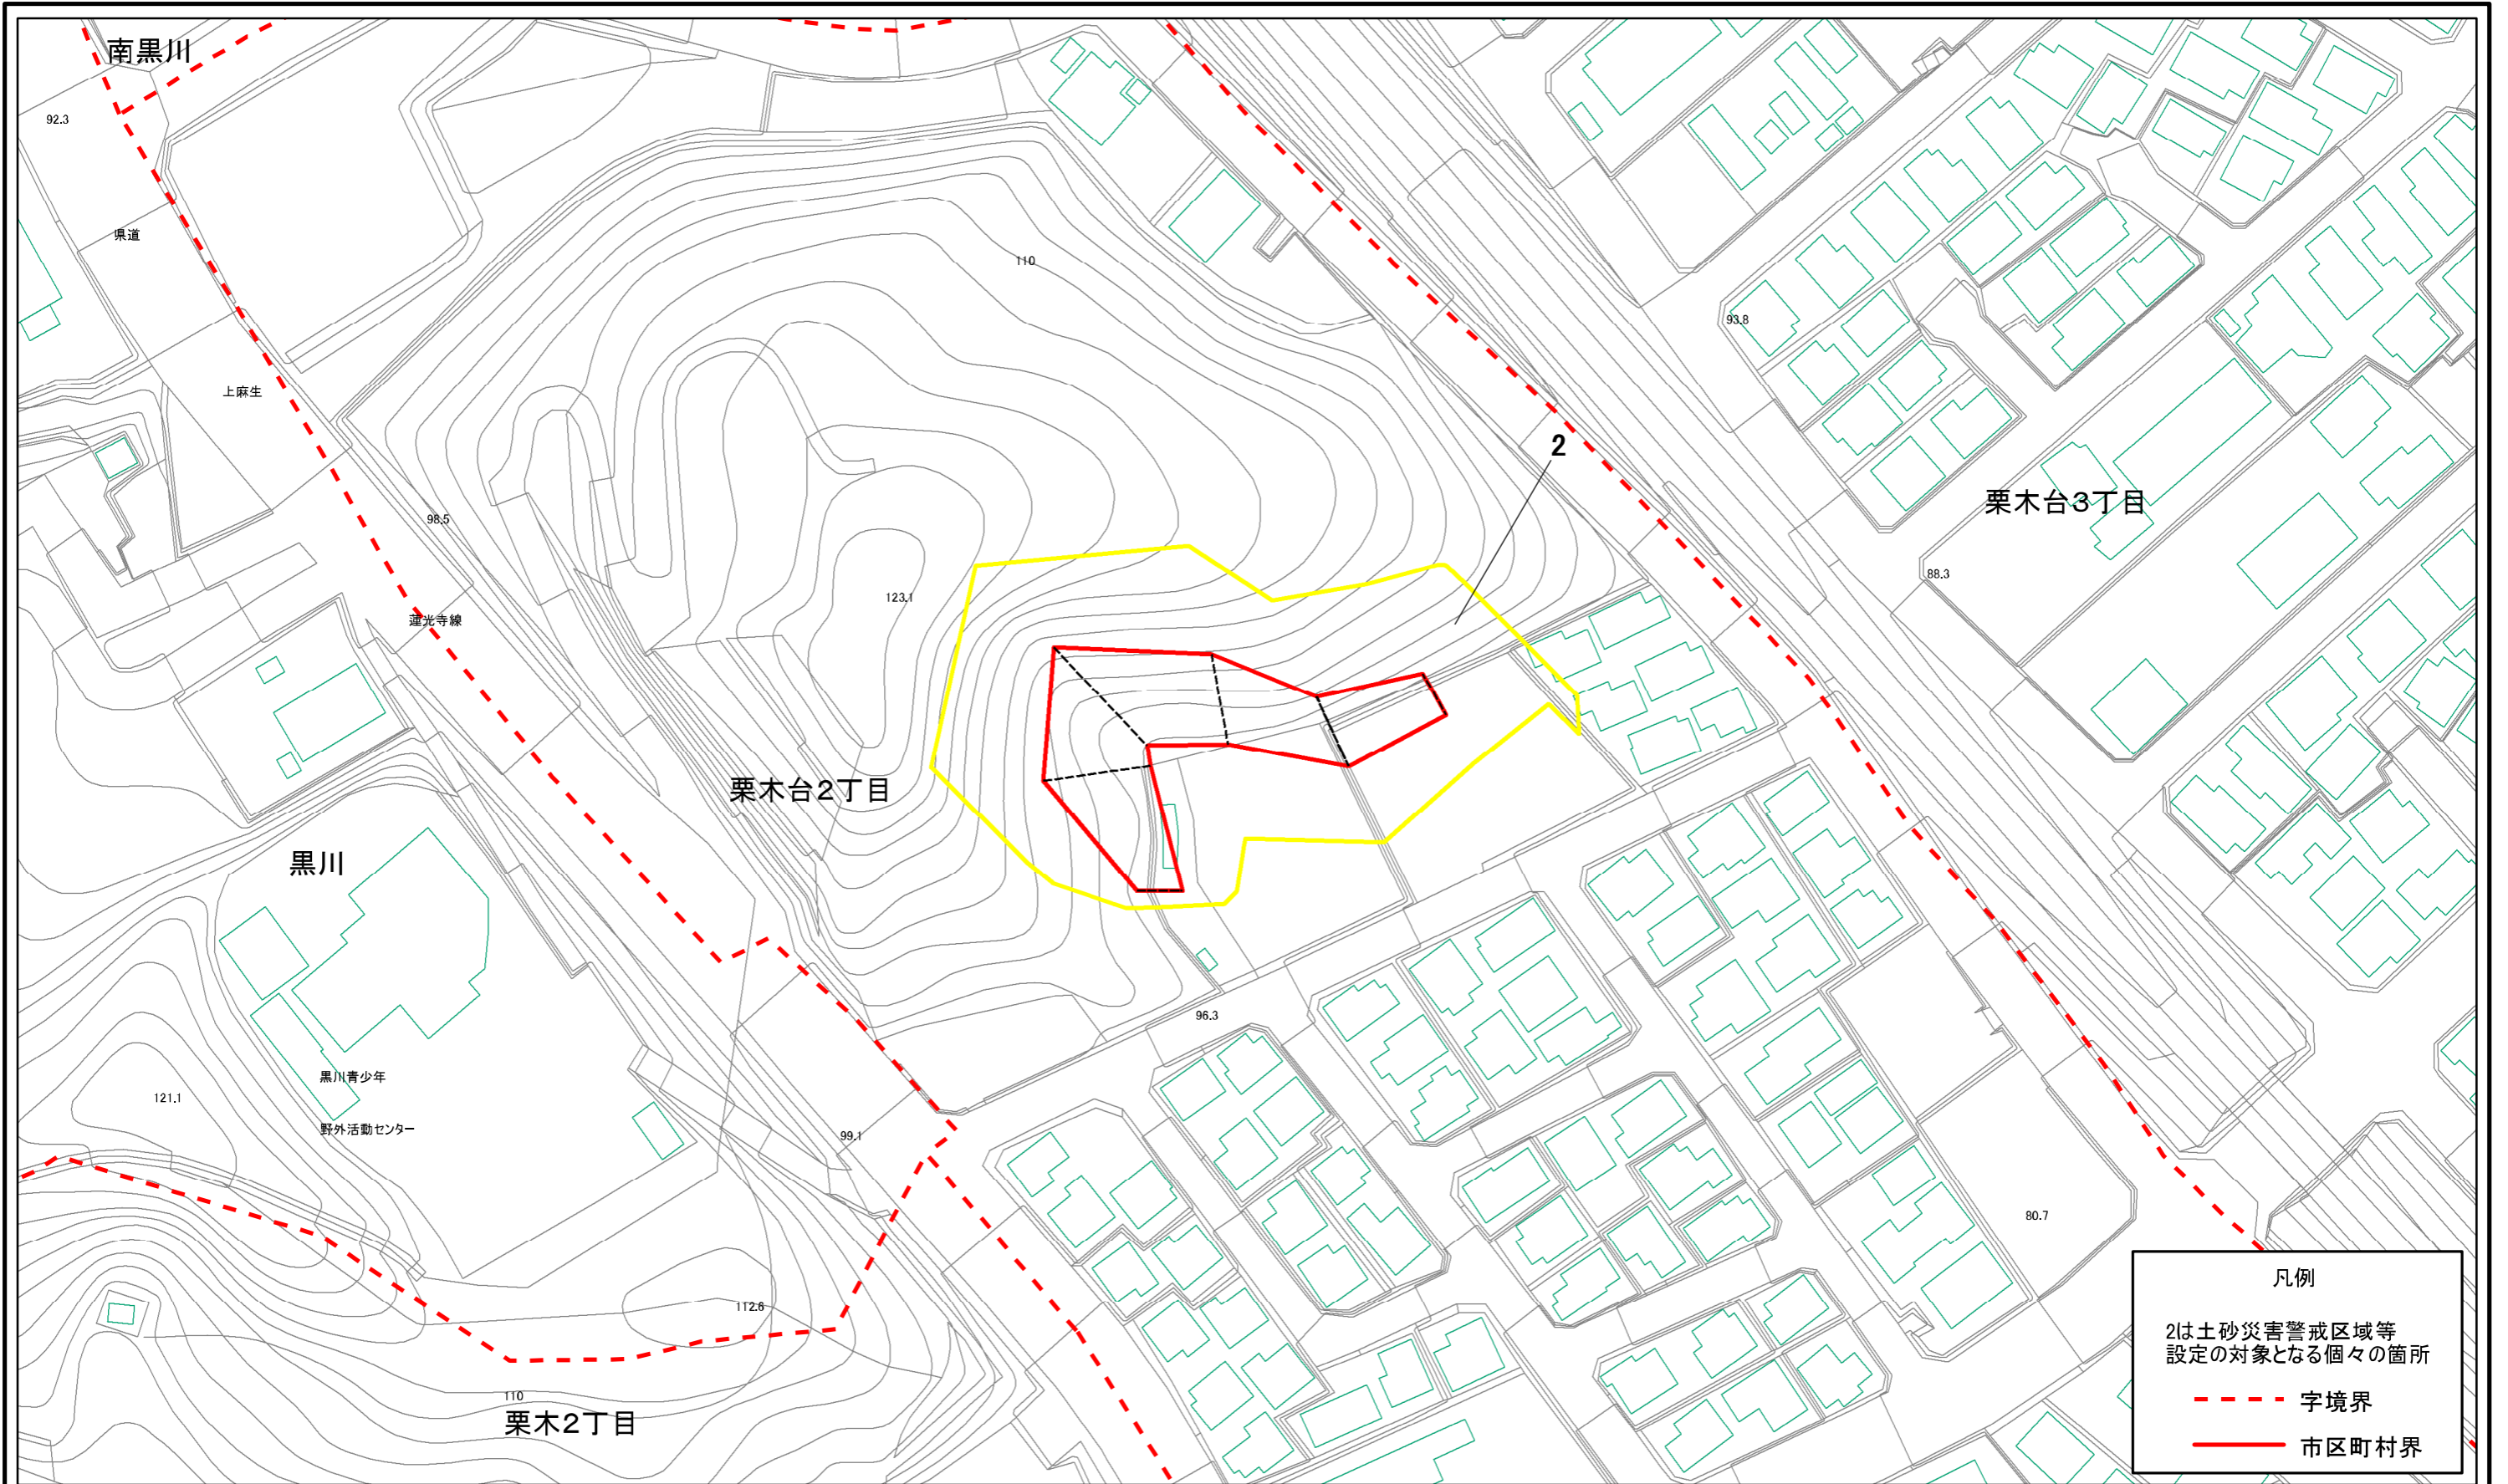 南黒川
92.3
県道
110
93.8
上麻生
2
98.5
栗木台3丁目
88.3
123.1
蓮光寺線
栗木台2丁目
黒川
96.3
黒川青少年
121.1
野外活動センター
99.1
80.7
112.6
110
栗木2丁目
凡例
2は土砂災害警戒区域等
設定の対象となる個々の箇所
字境界
市区町村界